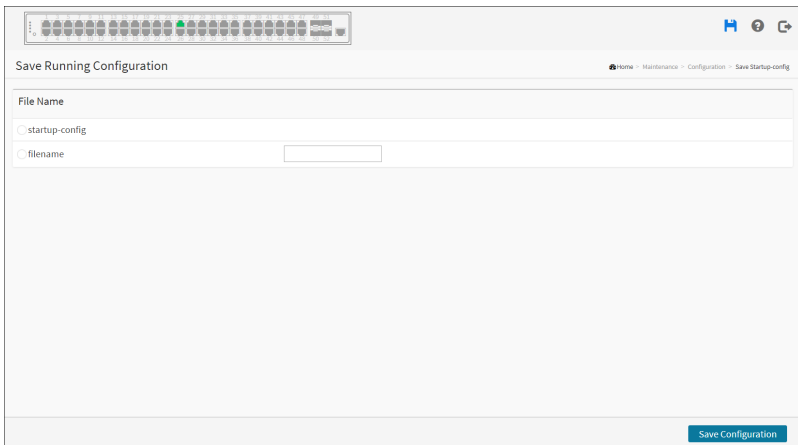 Save Running Configuration
Home > Maintenance > Configuration > Save Startup-config
File Name
startup-config
filename
Save Configuration